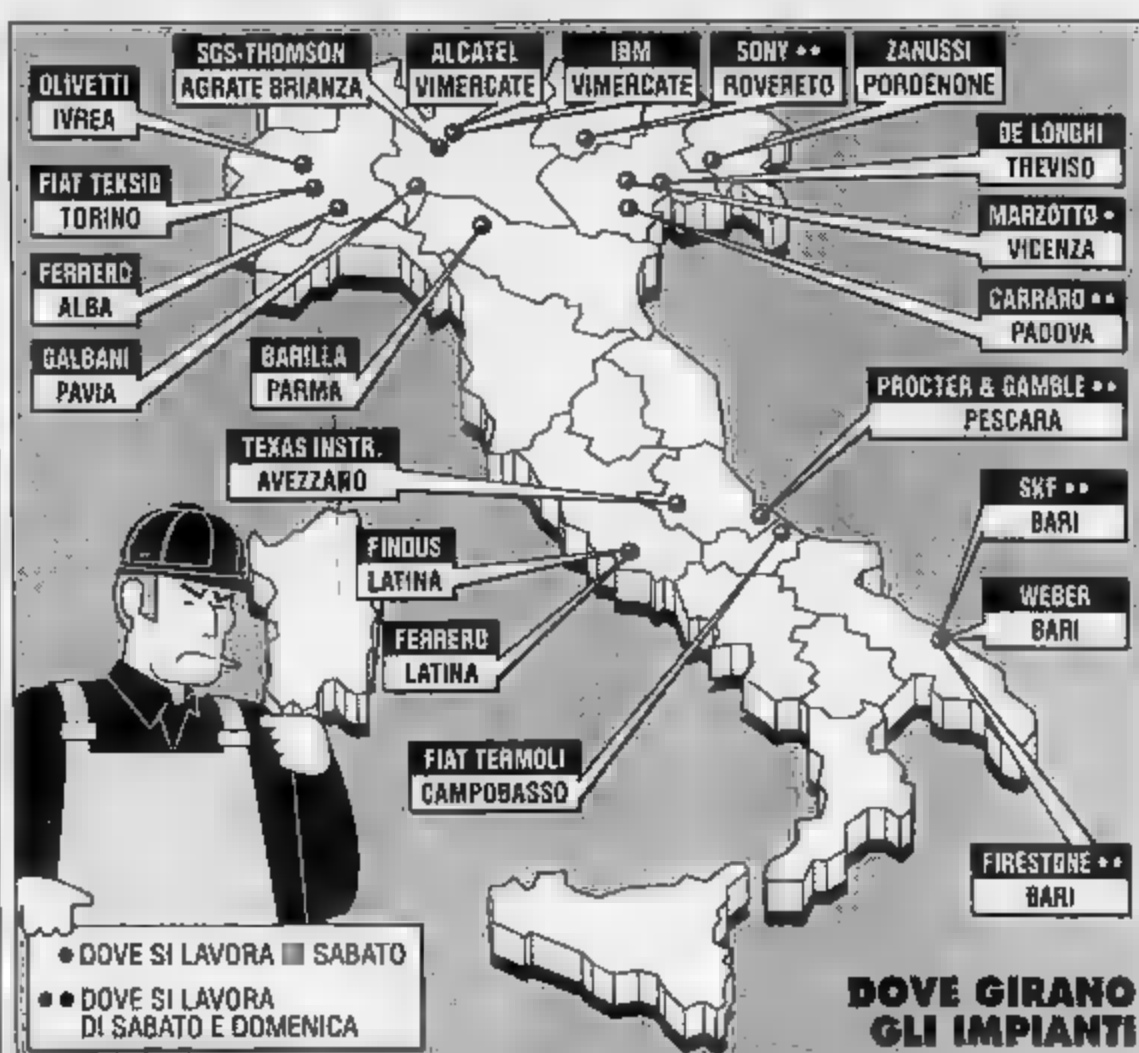 SGS-THOMSON
AGRATE BRIANZA
ALCATEL
VIMERCATE
IBM
VIMERCATE
SONY ••
ROVERETO
ZANUSSI
PORDENONE
OLIVETTI
IVREA
DE LONGHI
TREVISO
FIAT TEKSID
TORINO
MARZOTTO •
VICENZA
FERRERO
ALBA
CARRARO ••
PADOVA
GALBANI
PAVIA
BARILLA
PARMA
PROCTER & GAMBLE ••
PESCARA
TEXAS INSTR.
AVEZZANO
SKF ••
BARI
FINDUS
LATINA
WEBER
BARI
FERRERO
LATINA
FIAT TERMOLI
CAMPOBASSO
FIRESTONE ••
BARI
• DOVE SI LAVORA SABATO
•• DOVE SI LAVORA
DI SABATO E DOMENICA
DOVE GIRANO
GLI IMPIANTI